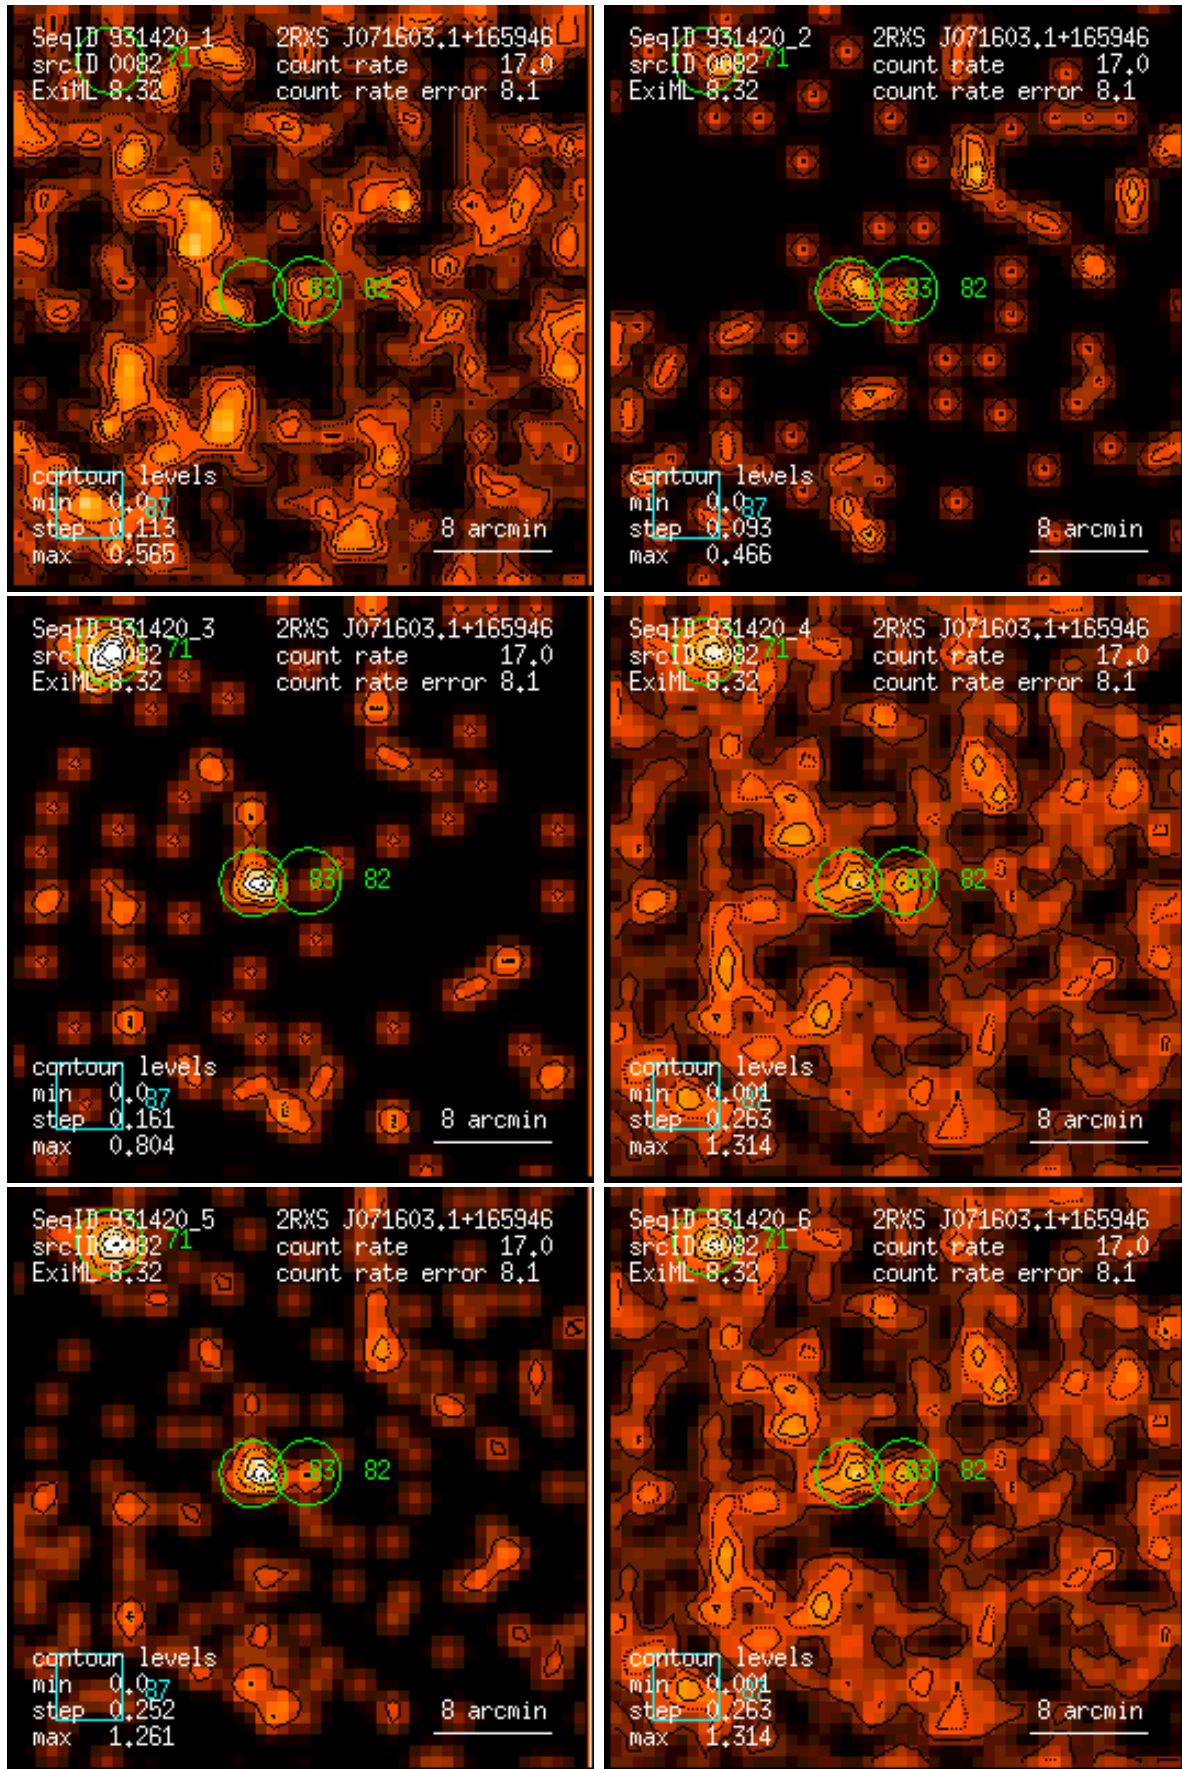 SeqID 931420_1 2RXS J071603.1+165946
srcID 0082 71 count rate 17.0
ExiML 8.32 count rate error 8.1
83 82
contour levels
min 0.0 87
step 0.113 8 arcmin
max 0.565
SeqID 931420_2 2RXS J071603.1+165946
srcID 0082 71 count rate 17.0
ExiML 8.32 count rate error 8.1
83 82
contour levels
min 0.0 87
step 0.093 8 arcmin
max 0.466
SeqID 931420_3 2RXS J071603.1+165946
srcID 0082 71 count rate 17.0
ExiML 8.32 count rate error 8.1
83 82
contour levels
min 0.0 87
step 0.161 8 arcmin
max 0.804
SeqID 931420_4 2RXS J071603.1+165946
srcID 0082 71 count rate 17.0
ExiML 8.32 count rate error 8.1
83 82
contour levels
min 0.001 87
step 0.263 8 arcmin
max 1.314
SeqID 931420_5 2RXS J071603.1+165946
srcID 0082 71 count rate 17.0
ExiML 8.32 count rate error 8.1
83 82
contour levels
min 0.0 87
step 0.252 8 arcmin
max 1.261
SeqID 931420_6 2RXS J071603.1+165946
srcID 0082 71 count rate 17.0
ExiML 8.32 count rate error 8.1
83 82
contour levels
min 0.001 87
step 0.263 8 arcmin
max 1.314